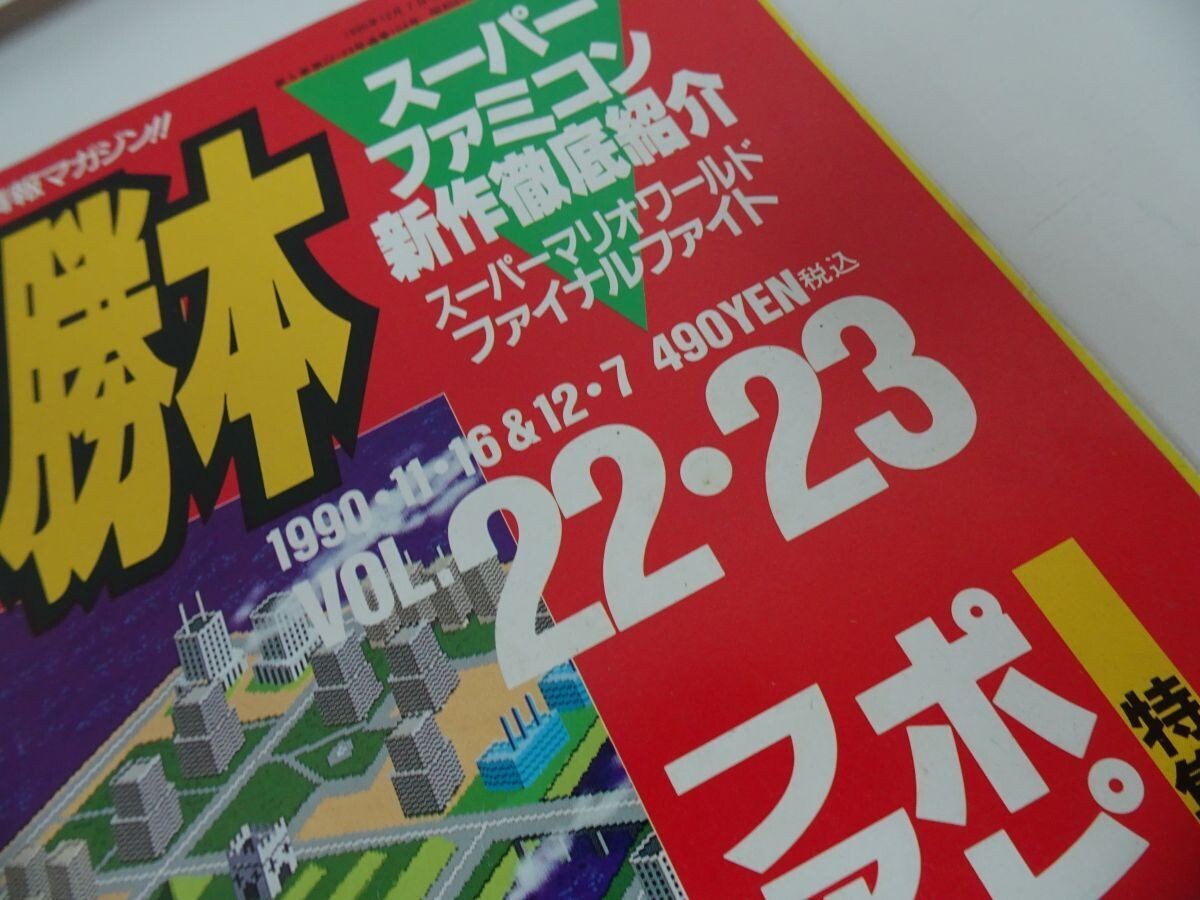 報マガジン!!
勝本
スーパー
ファミコン
新作徹底紹介
スーパーマリオワールド
ファイナルファイト
490YEN税込
1990・11・16&12・7
VOL.22・23
特
ポピ
ファ